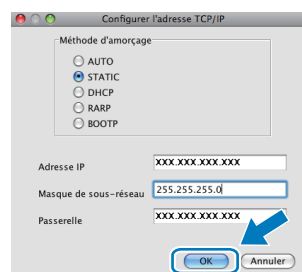 Configurer l'adresse TCP/IP
Méthode d'amorçage
AUTO
STATIC
DHCP
RARP
BOOTP
Adresse IP XXX.XXX.XXX.XXX
Masque de sous-réseau 255.255.255.0
Passerelle XXX.XXX.XXX.XXX
OK Annuler